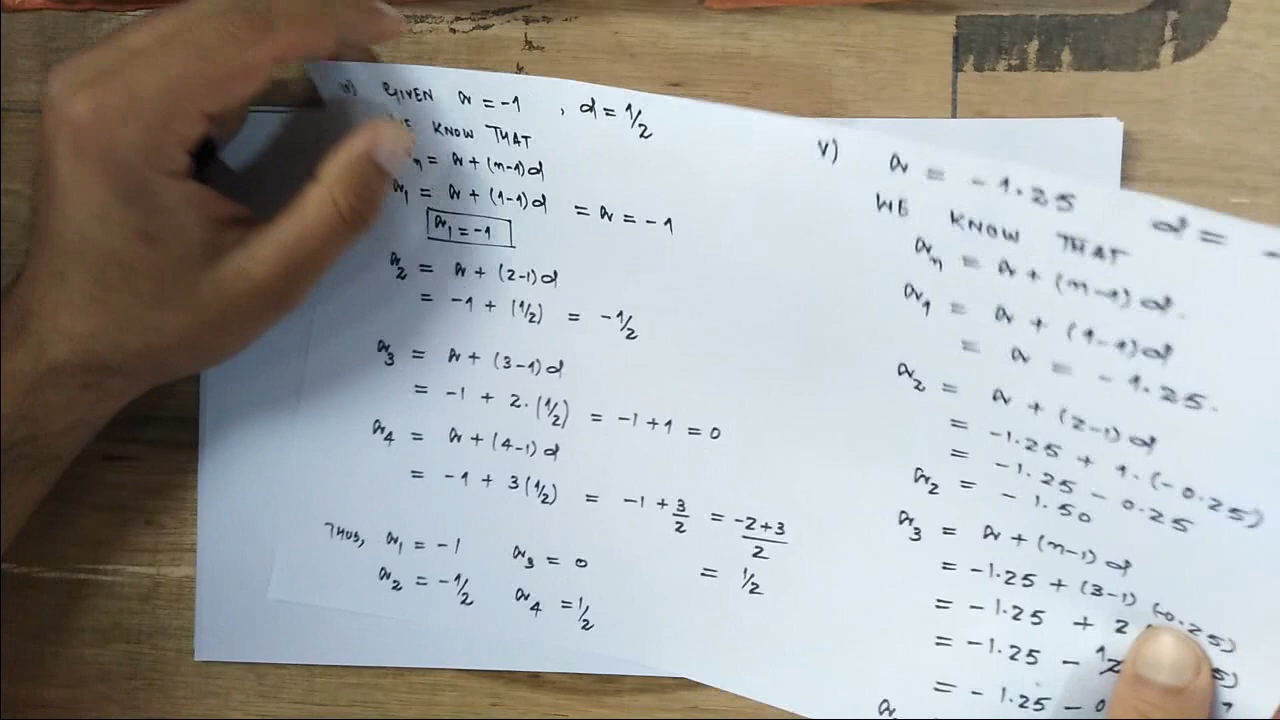 GIVEN a = -1 , d = 1/2
KNOW THAT
= a + (n-1)d
a1 = a + (1-1)d = a = -1
a1 = -1
a2 = a + (2-1)d
= -1 + (1/2) = -1/2
a3 = a + (3-1)d
= -1 + 2.(1/2) = -1+1 = 0
a4 = a + (4-1)d
= -1 + 3(1/2) = -1 + 3/2 = -2+3/2
= 1/2
THUS, a1 = -1 a3 = 0
a2 = -1/2 a4 = 1/2
v) a = -1.25 d = -
WE KNOW THAT
an = a + (n-1)d.
a1 = a + (1-1)d
= a = -1.25.
a2 = a + (2-1)d
= -1.25 + 1.(-0.25)
= -1.25 - 0.25
a2 = -1.50
a3 = a + (n-1)d
= -1.25 + (3-1) (-0.25)
= -1.25 + 2
= -1.25 -
= -1.25 - 0